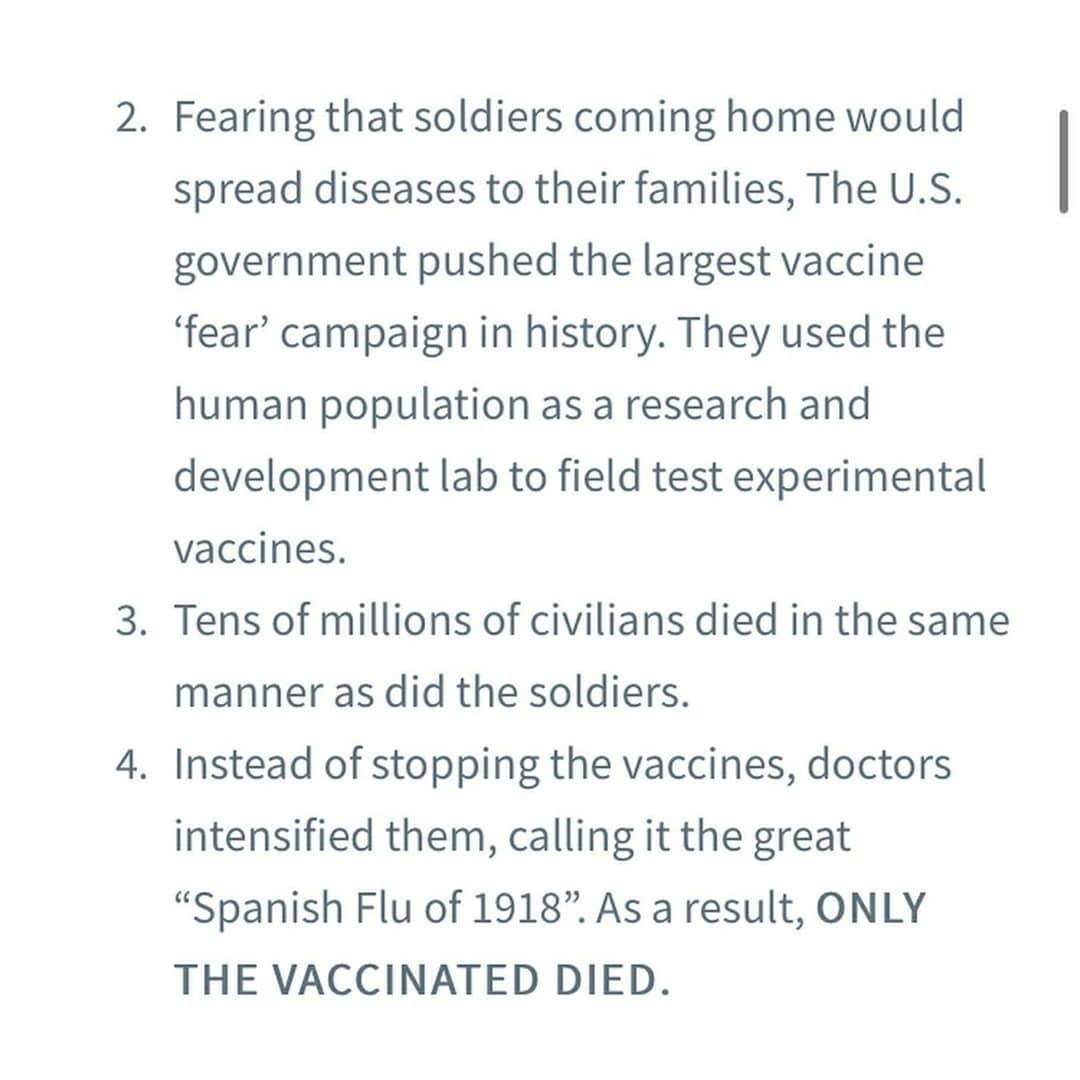 2. Fearing that soldiers coming home would
spread diseases to their families, The U.S.
government pushed the largest vaccine
‘fear’ campaign in history. They used the
human population as a research and
development lab to field test experimental
vaccines.
3. Tens of millions of civilians died in the same
manner as did the soldiers.
4. Instead of stopping the vaccines, doctors
intensified them, calling it the great
“Spanish Flu of 1918”. As a result, ONLY
THE VACCINATED DIED.